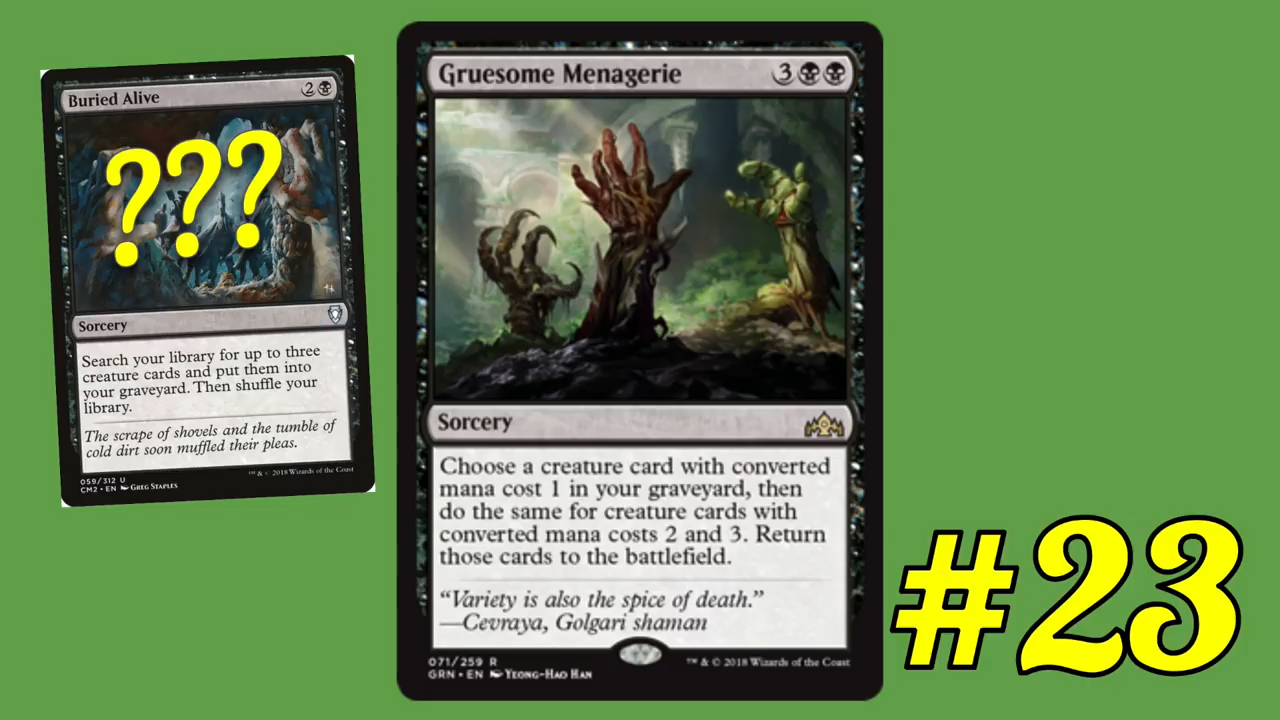 Buried Alive 2
???
Sorcery
Search your library for up to three
creature cards and put them into
your graveyard. Then shuffle your
library.
The scrape of shovels and the tumble of
cold dirt soon muffled their pleas.
059/312 U
CM2 • EN Greg Staples
™ & © 2018 Wizards of the Coast
Gruesome Menagerie 3
Sorcery
Choose a creature card with converted
mana cost 1 in your graveyard, then
do the same for creature cards with
converted mana costs 2 and 3. Return
those cards to the battlefield.
“Variety is also the spice of death.”
—Cevraya, Golgari shaman
071/259 R
GRN • EN Yeong-Hao Han
™ & © 2018 Wizards of the Coast
#23